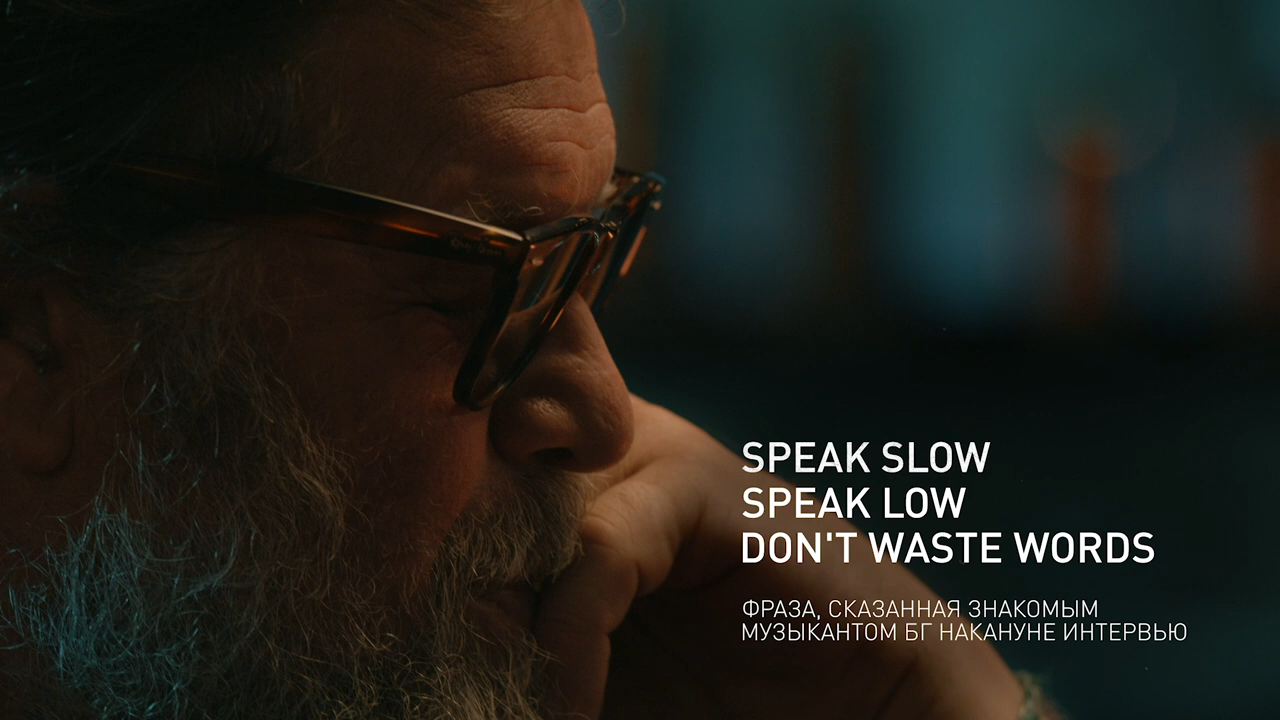 SPEAK SLOW
SPEAK LOW
DON'T WASTE WORDS
ФРАЗА, СКАЗАННАЯ ЗНАКОМЫМ
МУЗЫКАНТОМ БГ НАКАНУНЕ ИНТЕРВЬЮ